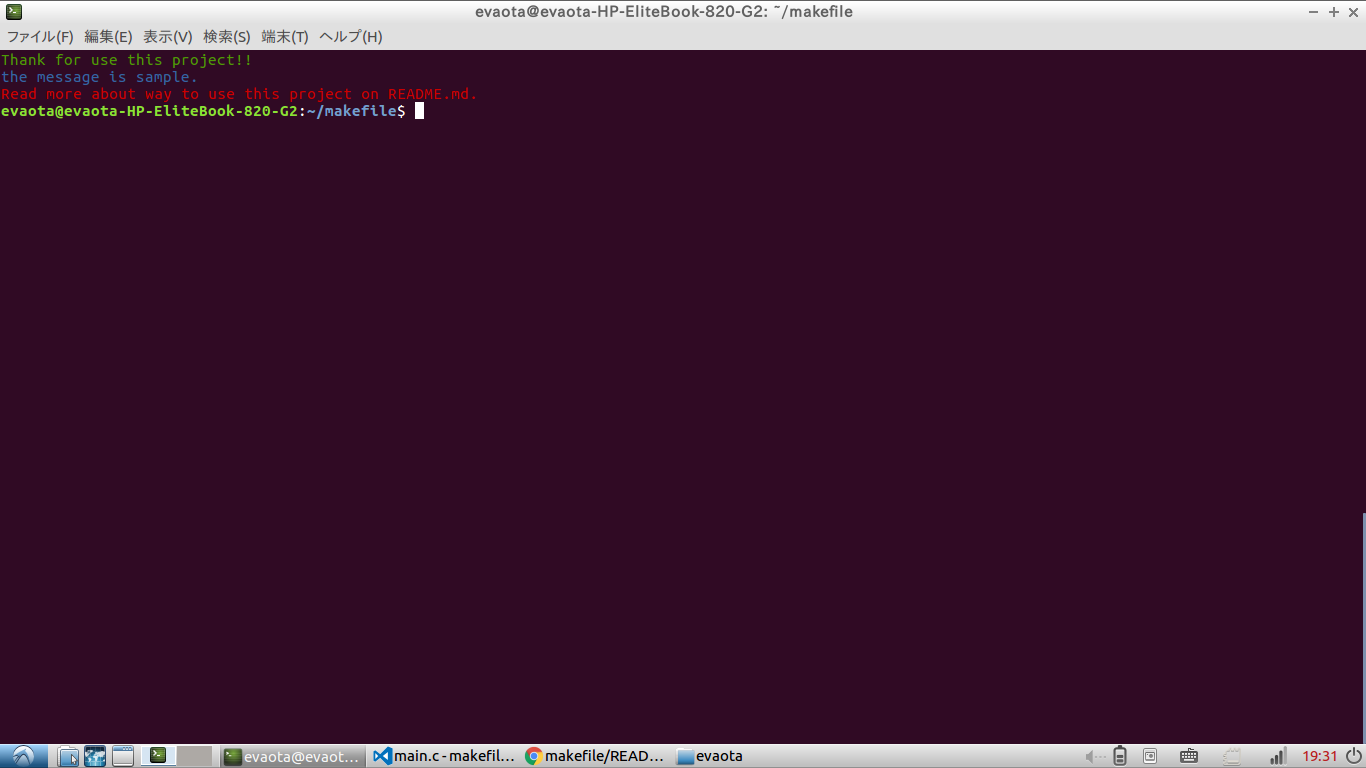 evaota@evaota-HP-EliteBook-820-G2: ~/makefile
ファイル(F) 編集(E) 表示(V) 検索(S) 端末(T) ヘルプ(H)
Thank for use this project!!
the message is sample.
Read more about way to use this project on README.md.
evaota@evaota-HP-EliteBook-820-G2:~/makefile$
evaota@evaot... main.c - makefil... makefile/READ... evaota 19:31